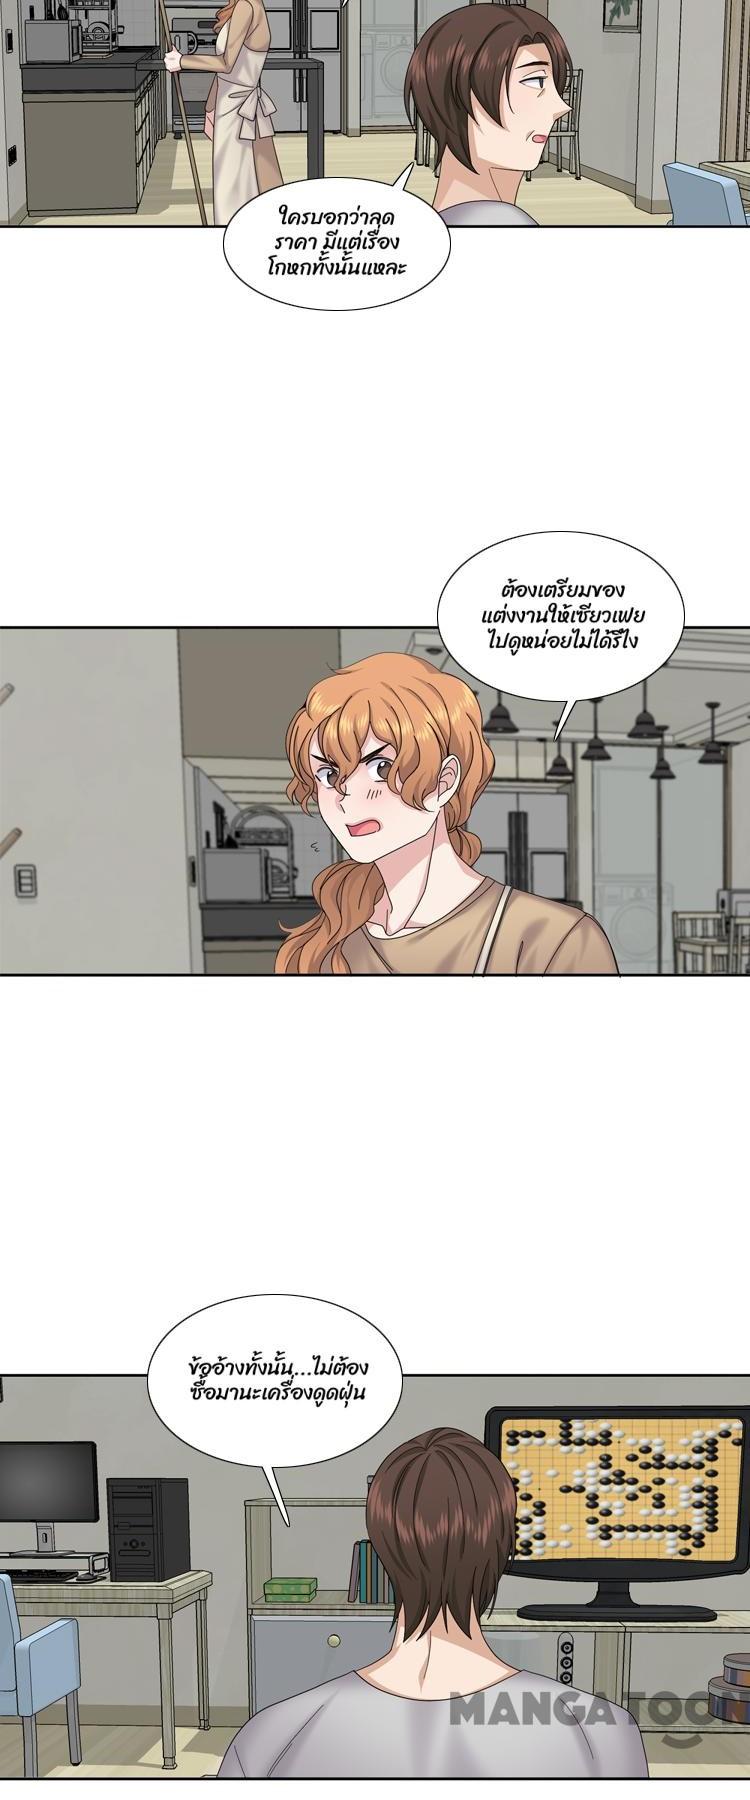 ใครบอกว่าลด
ราคา มีแต่เรื่อง
โกหกทั้งนั้นแหละ
ต้องเตรียมของ
แต่งงานให้เซียวเฟย
ไปดูหน่อยไม่ได้รึไง
ข้ออ้างทั้งนั้น...ไม่ต้อง
ซื้อมานะเครื่องดูดฝุ่น
MANGATOON